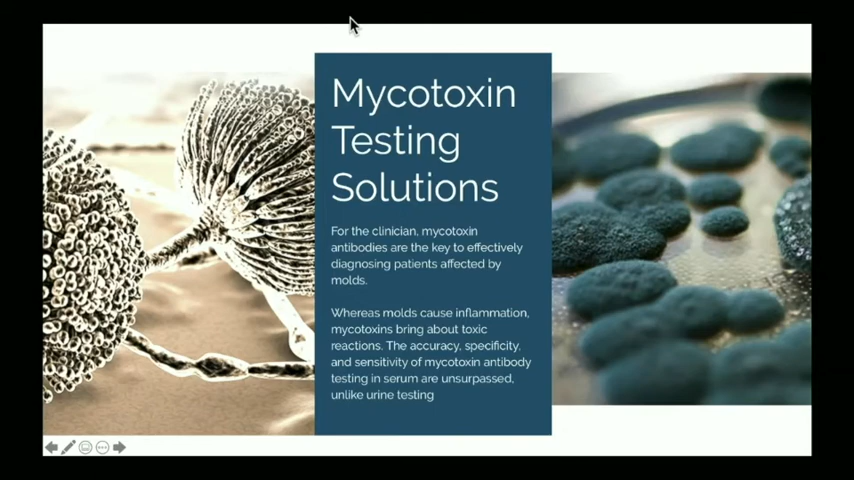 Mycotoxin
Testing
Solutions
For the clinician, mycotoxin
antibodies are the key to effectively
diagnosing patients affected by
molds.
Whereas molds cause inflammation,
mycotoxins bring about toxic
reactions. The accuracy, specificity,
and sensitivity of mycotoxin antibody
testing in serum are unsurpassed,
unlike urine testing